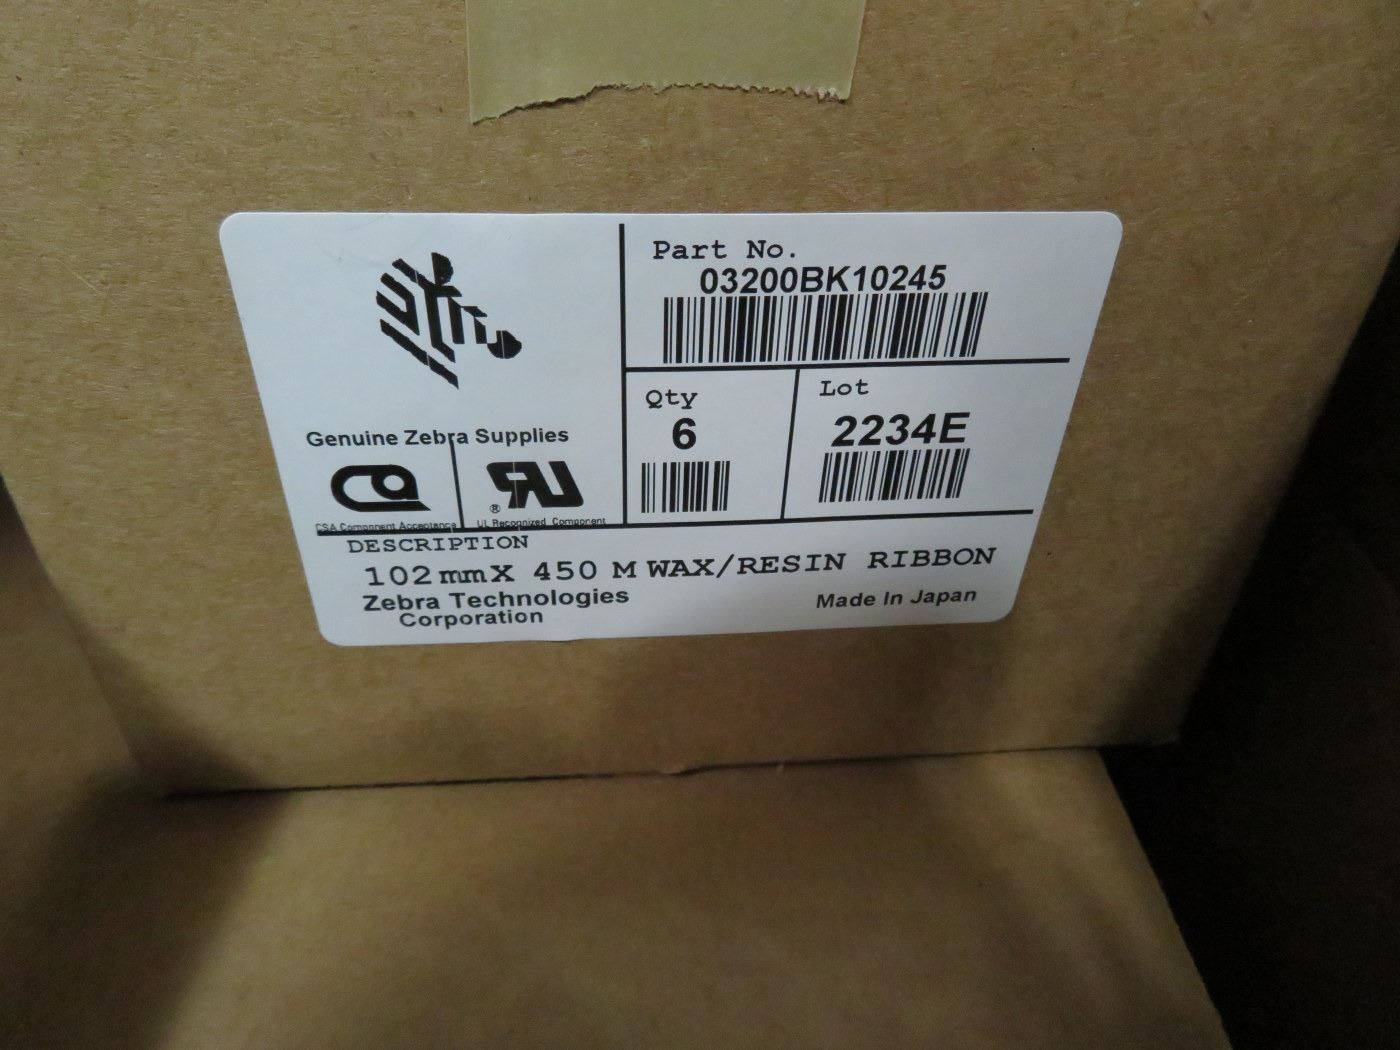 Part No.
03200BK10245
Genuine Zebra Supplies
Qty
6
Lot
2234E
®
CSA Component Acceptance
UL Recognized Component
DESCRIPTION
102mmX 450 M WAX/RESIN RIBBON
Zebra Technologies
Corporation
Made In Japan